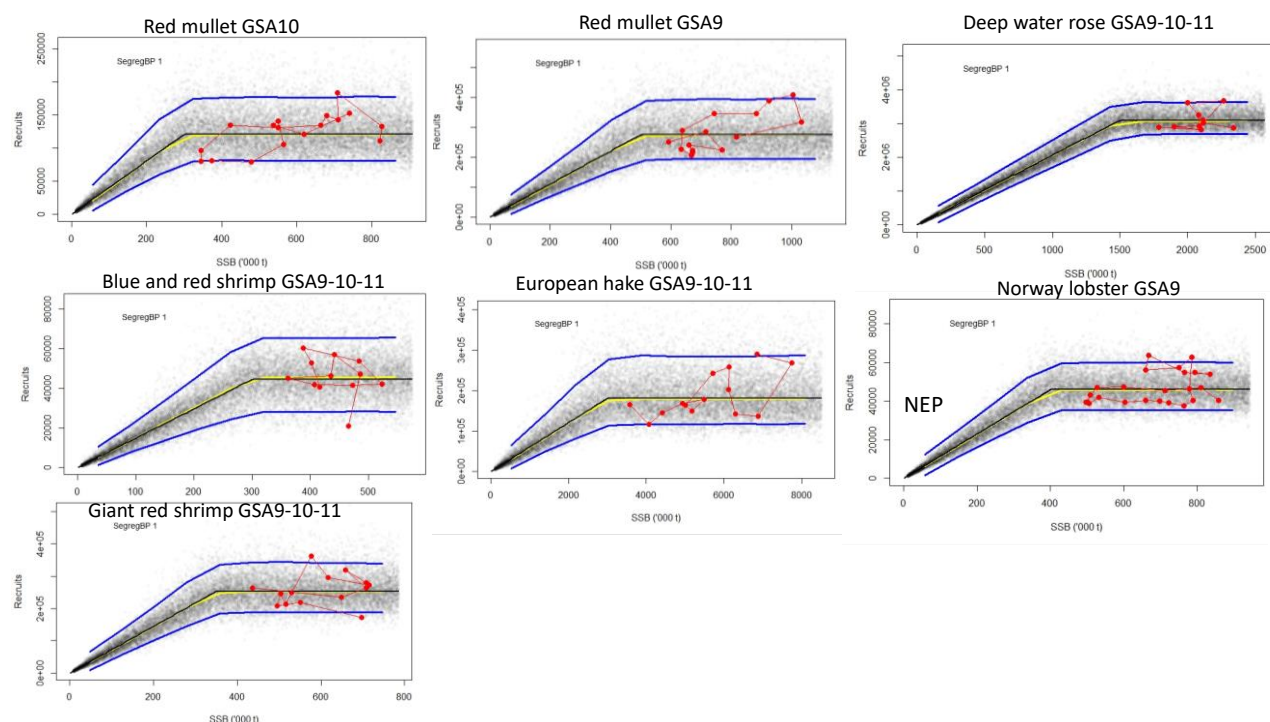 Red mullet GSA10
SegregBP 1
Recruits
0 50000 150000 250000
0 200 400 600 800
SSB ('000 t)
Red mullet GSA9
SegregBP 1
Recruits
0e+00 2e+05 4e+05
0 200 400 600 800 1000
SSB ('000 t)
Deep water rose GSA9-10-11
SegregBP 1
Recruits
0e+00 2e+06 4e+06
0 500 1000 1500 2000 2500
SSB ('000 t)
Blue and red shrimp GSA9-10-11
SegregBP 1
Recruits
0 20000 40000 60000 80000
0 100 200 300 400 500
SSB ('000 t)
European hake GSA9-10-11
SegregBP 1
Recruits
0e+00 1e+05 2e+05 3e+05 4e+05
0 2000 4000 6000 8000
SSB ('000 t)
Norway lobster GSA9
SegregBP 1
NEP
Recruits
0 20000 40000 60000 80000
0 200 400 600 800
SSB ('000 t)
Giant red shrimp GSA9-10-11
SegregBP 1
Recruits
0e+00 2e+05 4e+05
0 200 400 600 800
SSB ('000 t)